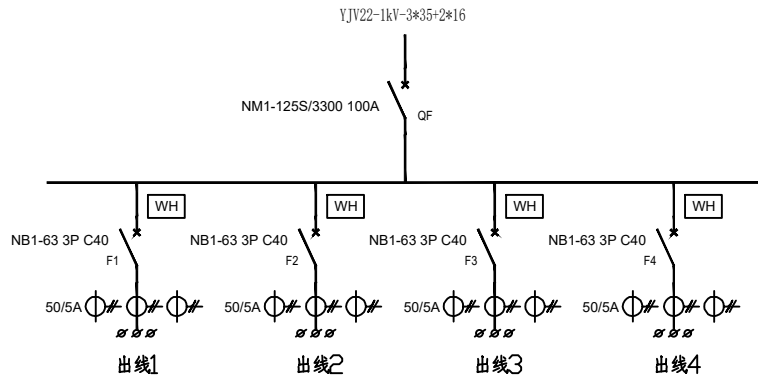 YJV22-1kV-3*35+2*16
NM1-125S/3300 100A
QF
WH WH WH WH
NB1-63 3P C40 NB1-63 3P C40 NB1-63 3P C40 NB1-63 3P C40
F1 F2 F3 F4
50/5A 50/5A 50/5A 50/5A
出线1 出线2 出线3 出线4